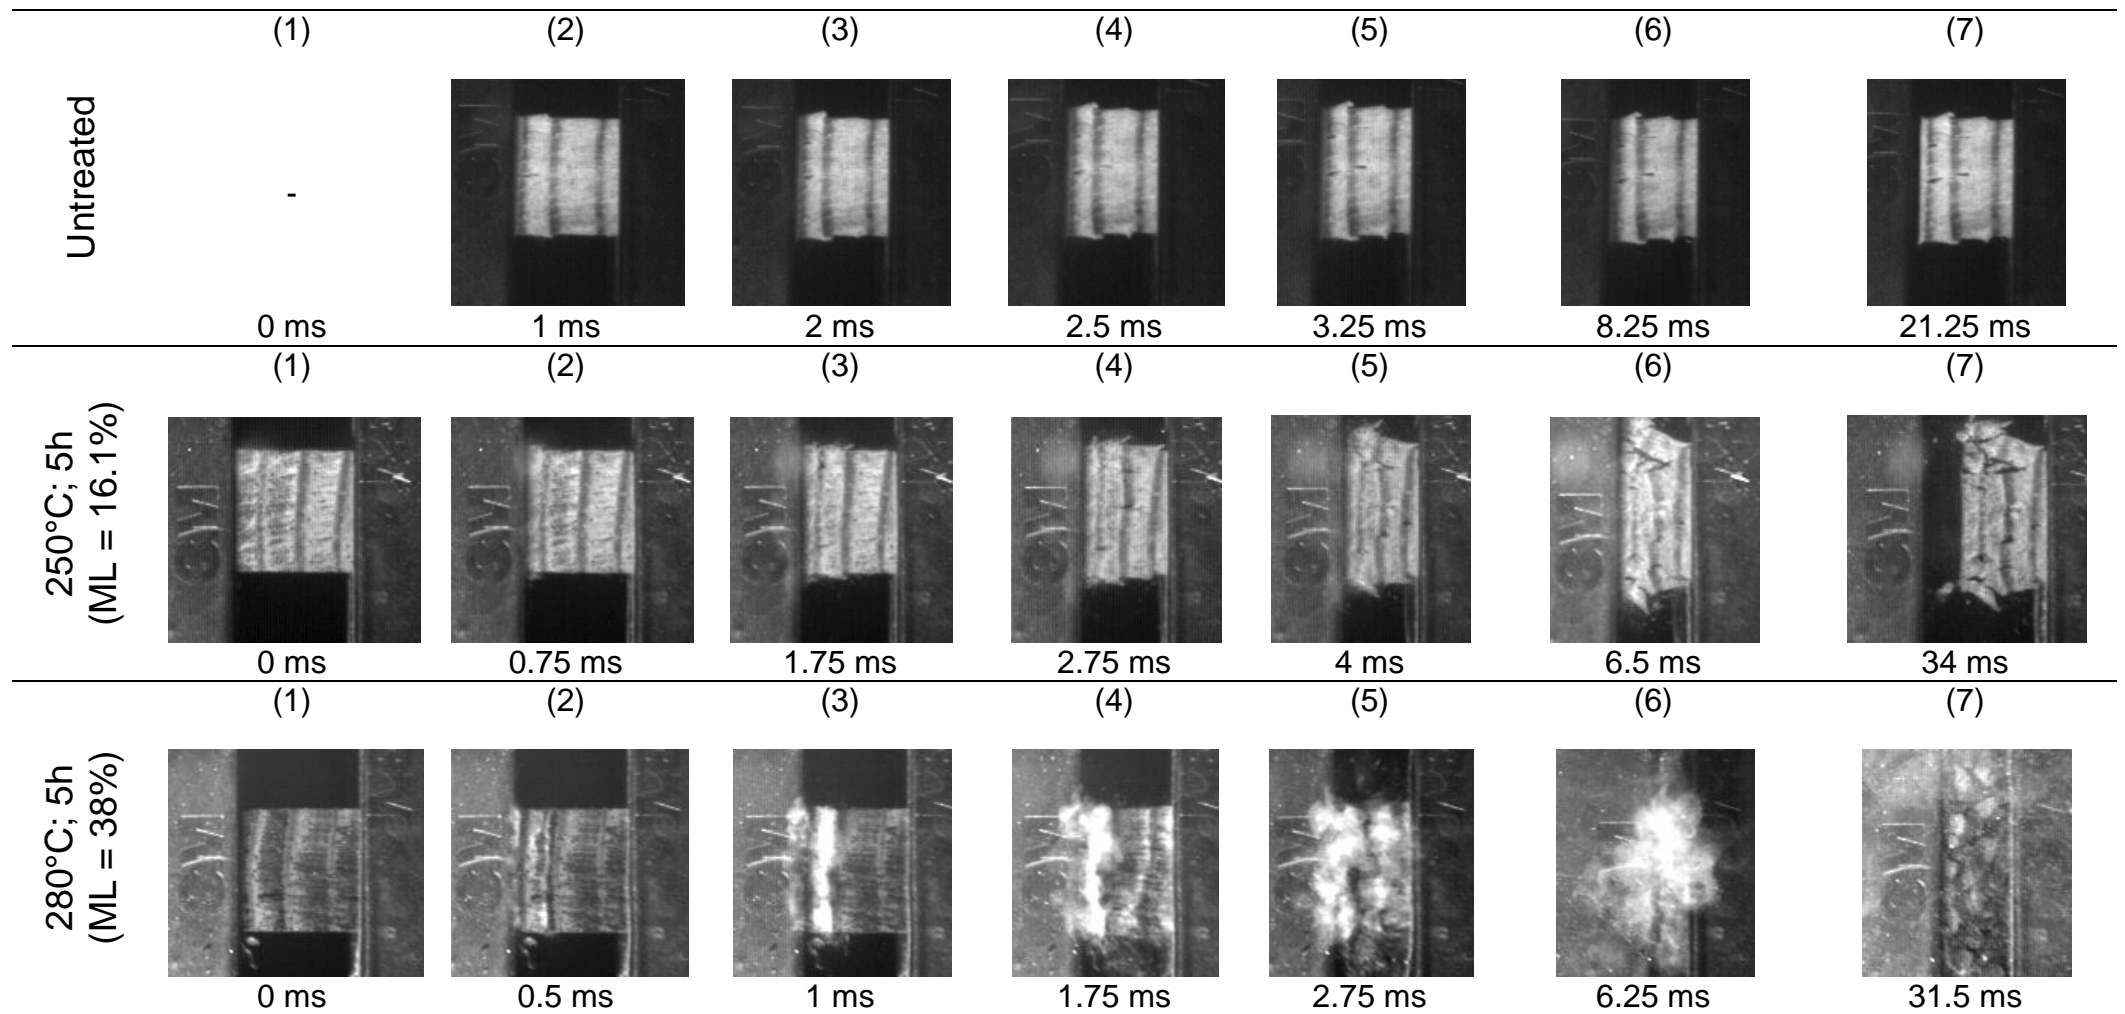 (1) (2) (3) (4) (5) (6) (7)
Untreated
-
0 ms 1 ms 2 ms 2.5 ms 3.25 ms 8.25 ms 21.25 ms
(1) (2) (3) (4) (5) (6) (7)
250°C; 5h
(ML = 16.1%)
0 ms 0.75 ms 1.75 ms 2.75 ms 4 ms 6.5 ms 34 ms
(1) (2) (3) (4) (5) (6) (7)
280°C; 5h
(ML = 38%)
0 ms 0.5 ms 1 ms 1.75 ms 2.75 ms 6.25 ms 31.5 ms